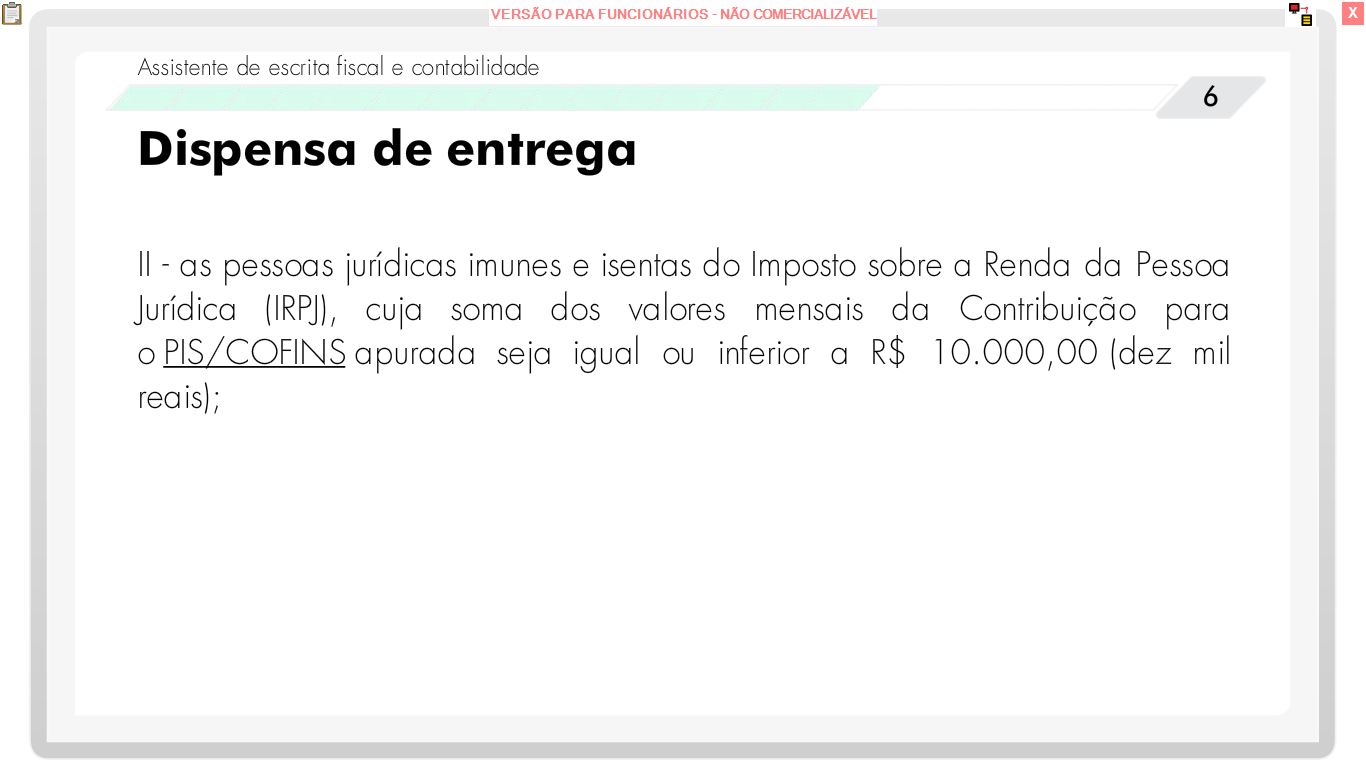 VERSÃO PARA FUNCIONÁRIOS - NÃO COMERCIALIZÁVEL
X
Assistente de escrita fiscal e contabilidade
6
Dispensa de entrega
II - as pessoas jurídicas imunes e isentas do Imposto sobre a Renda da Pessoa
Jurídica (IRPJ), cuja soma dos valores mensais da Contribuição para
o PIS/COFINS apurada seja igual ou inferior a R$ 10.000,00 (dez mil
reais);